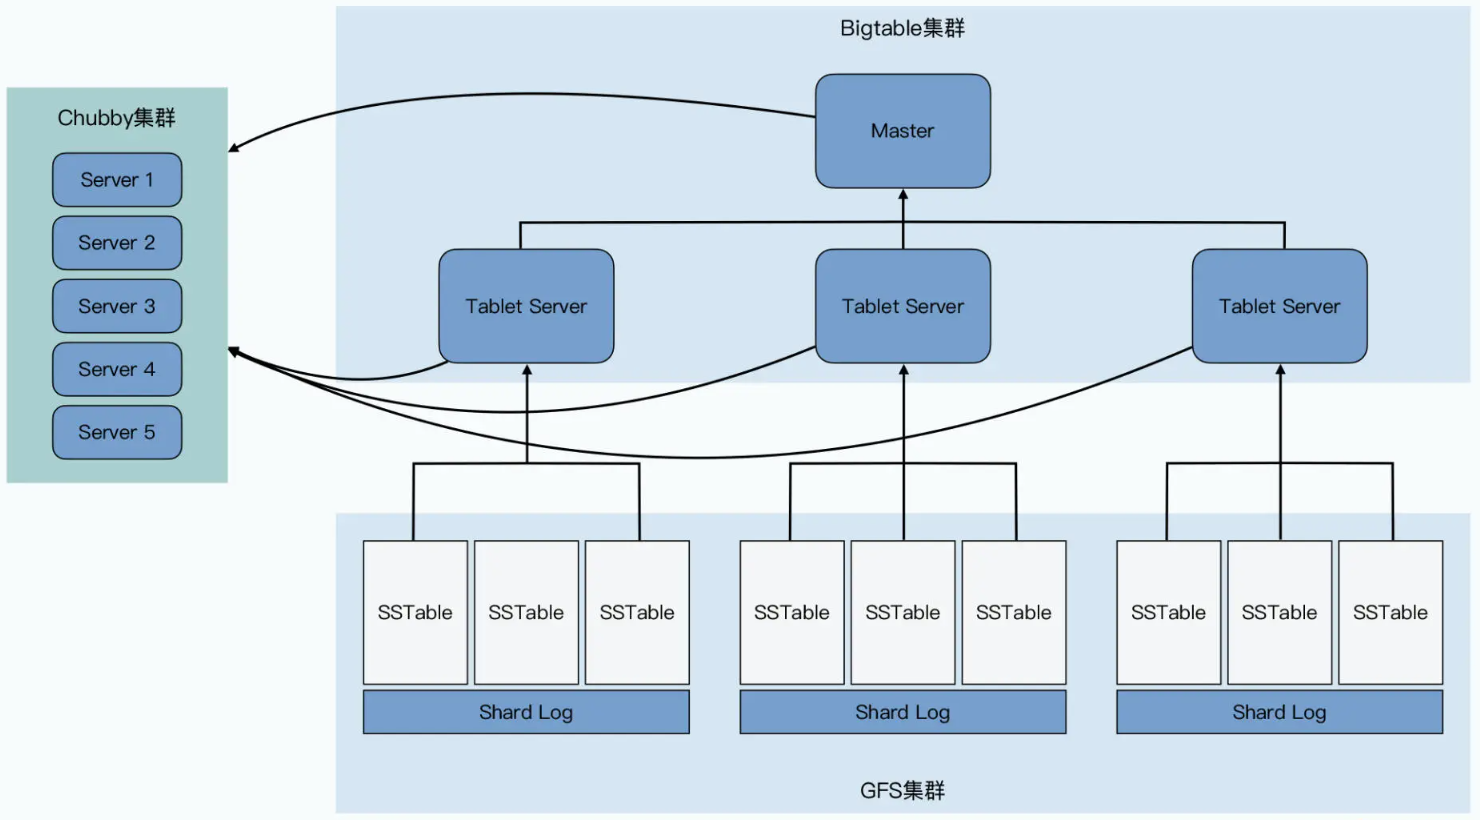 Bigtable集群
Master
Chubby集群
Server 1
Server 2
Server 3
Server 4
Server 5
Tablet Server
Tablet Server
Tablet Server
SSTable
SSTable
SSTable
SSTable
SSTable
SSTable
SSTable
SSTable
SSTable
Shard Log
Shard Log
Shard Log
GFS集群